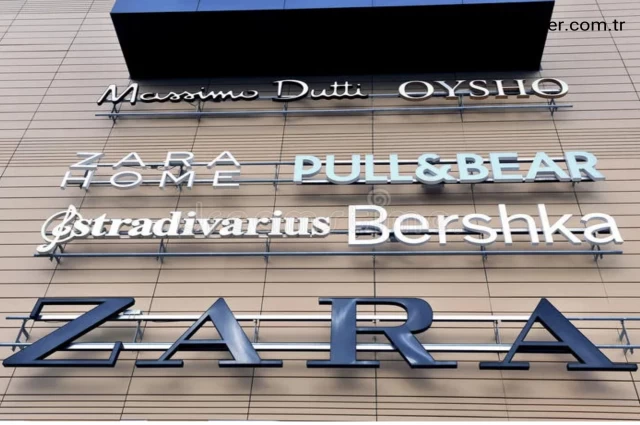 er.com.tr
Massimo Dutti OYSHO
ZARA HOME PULL&BEAR
stradivarius Bershka
ZARA